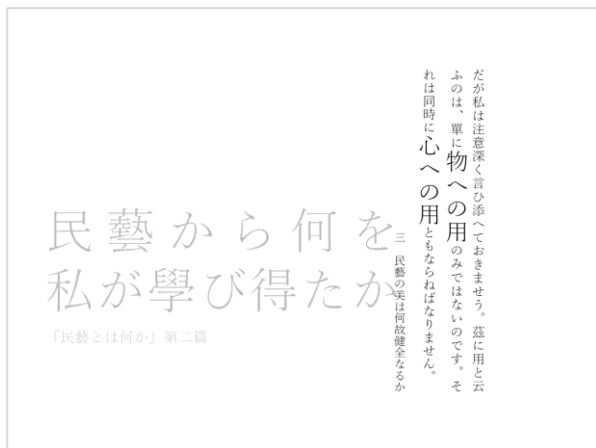 だが私は注意深く言ひ添へておきませう。茲に用と云
ふのは、單に物への用のみではないのです。そ
れは同時に心への用ともならねばなりません。
三　民藝の美は何故健全なるか
民藝から何を
私が學び得たか
『民藝とは何か』第二篇